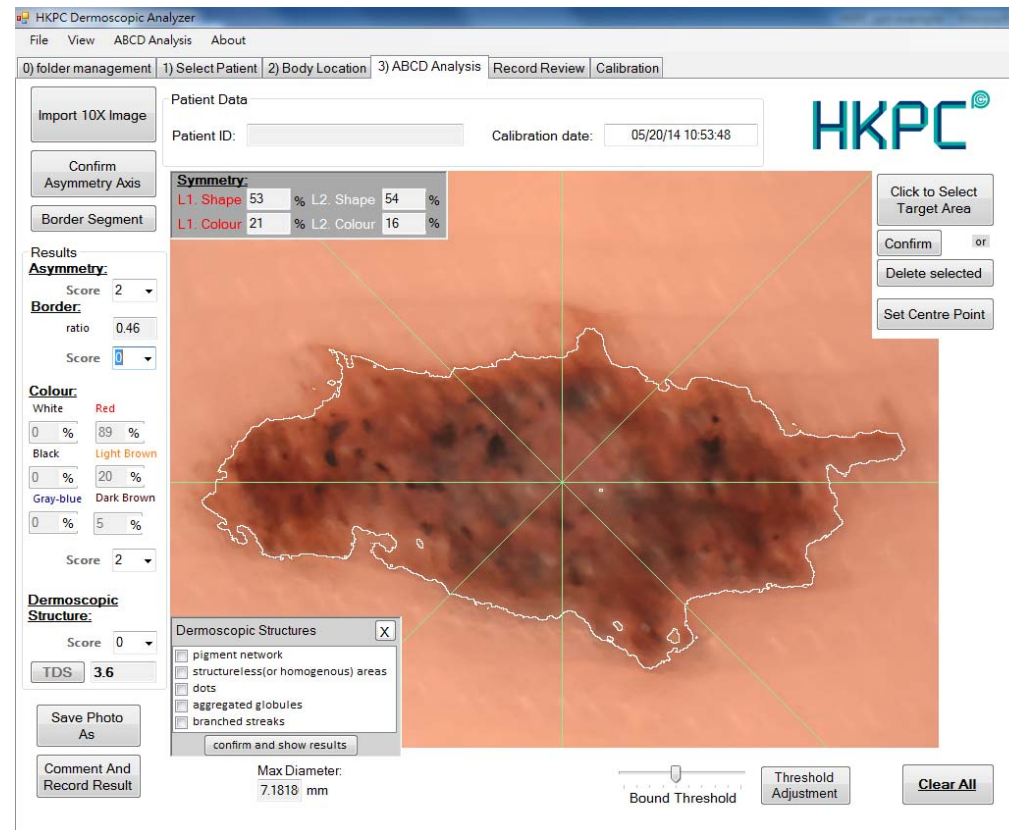 HKPC Dermoscopic Analyzer
File View ABCD Analysis About
0) folder management 1) Select Patient 2) Body Location 3) ABCD Analysis Record Review Calibration
Import 10X Image
Patient Data
Patient ID: Calibration date: 05/20/14 10:53:48
HKPC®
Confirm
Asymmetry Axis
Border Segment
Symmetry:
L1. Shape 53 % L2. Shape 54 %
L1. Colour 21 % L2. Colour 16 %
Click to Select
Target Area
Confirm or
Delete selected
Set Centre Point
Results
Asymmetry:
Score 2
Border:
ratio 0.46
Score 0
Colour:
White Red
0 % 89 %
Black Light Brown
0 % 20 %
Gray-blue Dark Brown
0 % 5 %
Score 2
Dermoscopic
Structure:
Score 0
TDS 3.6
Dermoscopic Structures X
pigment network
structureless(or homogenous) areas
dots
aggregated globules
branched streaks
confirm and show results
Save Photo
As
Comment And
Record Result
Max Diameter:
7.1818 mm
Bound Threshold
Threshold
Adjustment
Clear All